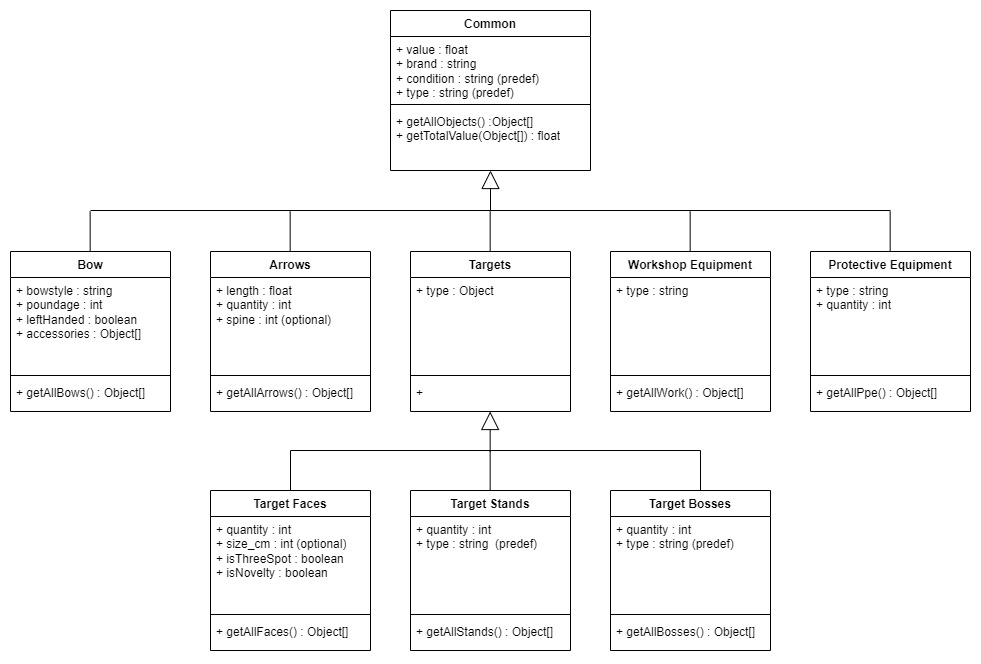 Common
+ value : float
+ brand : string
+ condition : string (predef)
+ type : string (predef)
+ getAllObjects() :Object[]
+ getTotalValue(Object[]) : float
Bow
+ bowstyle : string
+ poundage : int
+ leftHanded : boolean
+ accessories : Object[]
+ getAllBows() : Object[]
Arrows
+ length : float
+ quantity : int
+ spine : int (optional)
+ getAllArrows() : Object[]
Targets
+ type : Object
+
Workshop Equipment
+ type : string
+ getAllWork() : Object[]
Protective Equipment
+ type : string
+ quantity : int
+ getAllPpe() : Object[]
Target Faces
+ quantity : int
+ size_cm : int (optional)
+ isThreeSpot : boolean
+ isNovelty : boolean
+ getAllFaces() : Object[]
Target Stands
+ quantity : int
+ type : string  (predef)
+ getAllStands() : Object[]
Target Bosses
+ quantity : int
+ type : string (predef)
+ getAllBosses() : Object[]